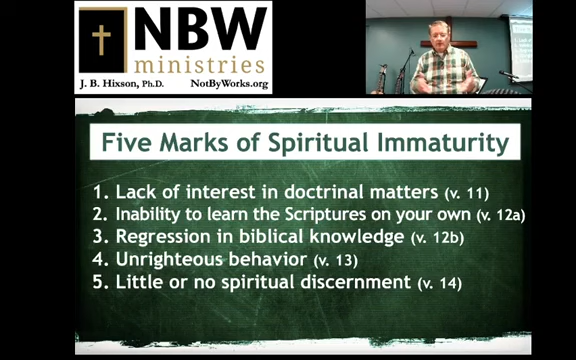 NBW
ministries
J. B. Hixson, Ph.D. NotByWorks.org
Five Marks of Spiritual Immaturity
1. Lack of interest in doctrinal matters (v. 11)
2. Inability to learn the Scriptures on your own (v. 12a)
3. Regression in biblical knowledge (v. 12b)
4. Unrighteous behavior (v. 13)
5. Little or no spiritual discernment (v. 14)